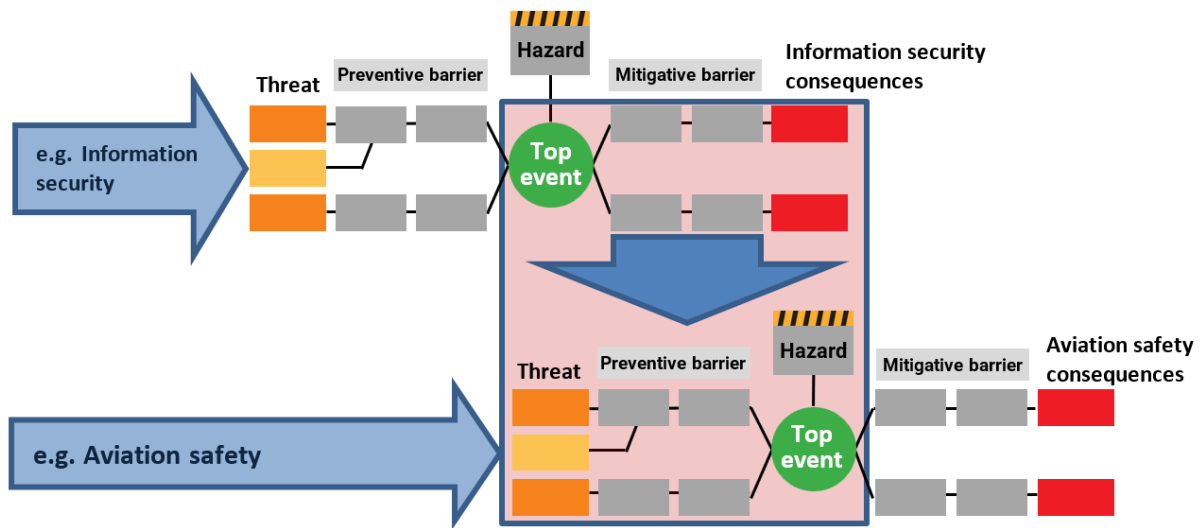 Hazard
Information security
consequences
Threat
Preventive barrier
Mitigative barrier
e.g. Information
security
Top
event
Hazard
Aviation safety
consequences
Threat
Preventive barrier
Mitigative barrier
e.g. Aviation safety
Top
event